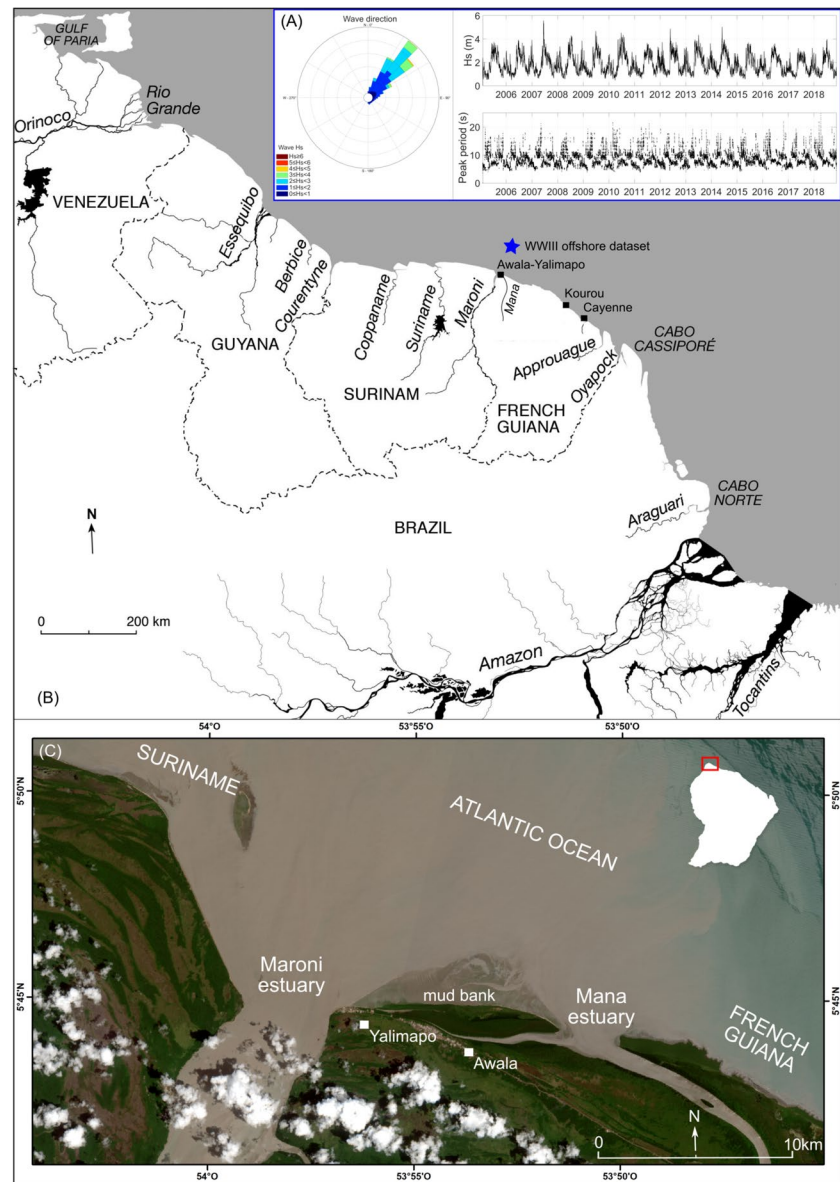 (A)
Wave direction
N - 0°
W - 270°
E - 90°
S - 180°
Wave Hs
Hs≥6
5≤Hs<6
4≤Hs<5
3≤Hs<4
2≤Hs<3
1≤Hs<2
0≤Hs<1
Hs (m)
6
4
2
0
2006 2007 2008 2009 2010 2011 2012 2013 2014 2015 2016 2017 2018
Peak period (s)
20
10
0
2006 2007 2008 2009 2010 2011 2012 2013 2014 2015 2016 2017 2018
GULF
OF PARIA
Rio
Grande
Orinoco
VENEZUELA
Essequibo
Berbice
Courentyne
GUYANA
Coppaname
Suriname
Maroni
SURINAM
WWIII offshore dataset
Awala-Yalimapo
Mana
Kourou
Cayenne
CABO
CASSIPORÉ
Approuague
Oyapock
FRENCH
GUIANA
CABO
NORTE
Araguari
BRAZIL
N
0 200 km
Amazon
Tocantins
(B)
54°O 53°55'O 53°50'O
(C)
SURINAME
ATLANTIC OCEAN
5°50'N
5°50'N
Maroni
estuary
mud bank
Mana
estuary
5°45'N
5°45'N
FRENCH
GUIANA
Yalimapo
Awala
N
0 10km
54°O 53°55'O 53°50'O